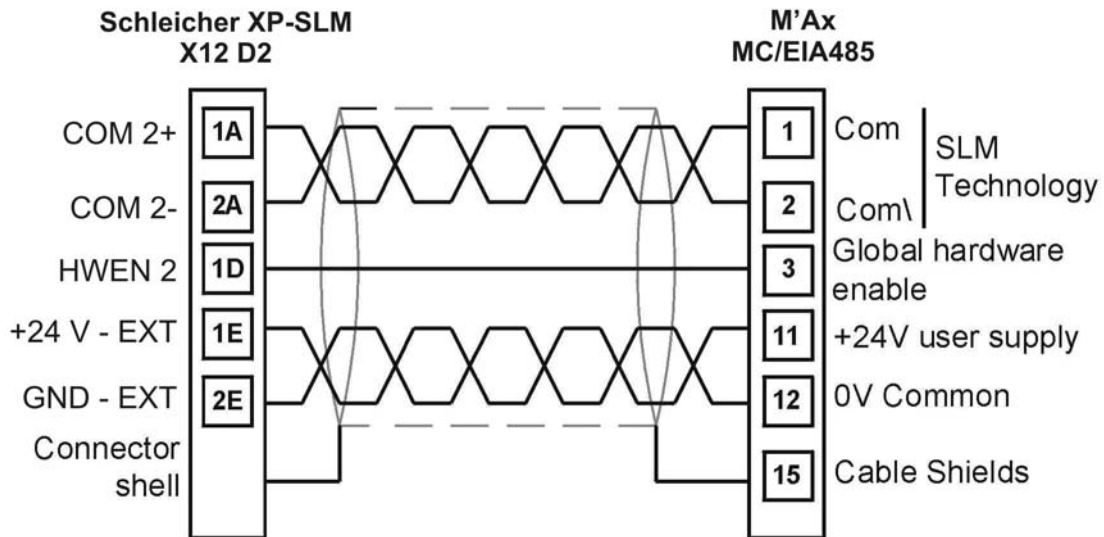 Schleicher XP-SLM
X12 D2
M'Ax
MC/EIA485
COM 2+
1A
1
Com
SLM
Technology
COM 2-
2A
2
Com\
HWEN 2
1D
3
Global hardware
enable
+24 V - EXT
1E
11
+24V user supply
GND - EXT
2E
12
0V Common
Connector
shell
15
Cable Shields